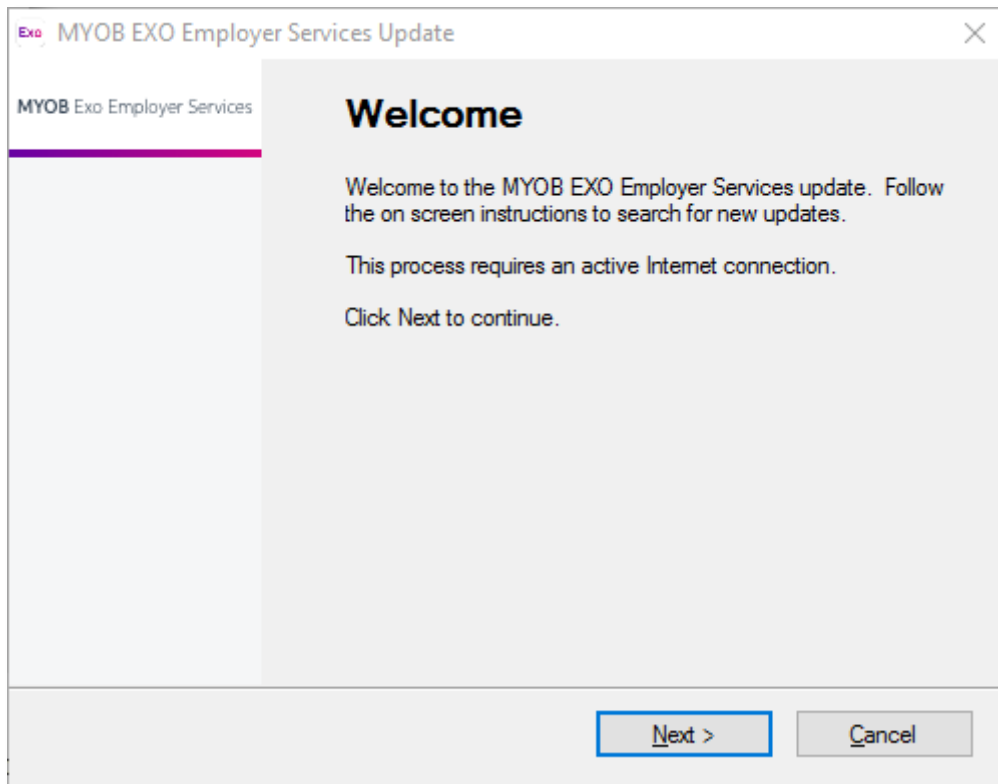 Exo MYOB EXO Employer Services Update
MYOB Exo Employer Services
Welcome
Welcome to the MYOB EXO Employer Services update.  Follow
the on screen instructions to search for new updates.
This process requires an active Internet connection.
Click Next to continue.
Next >
Cancel